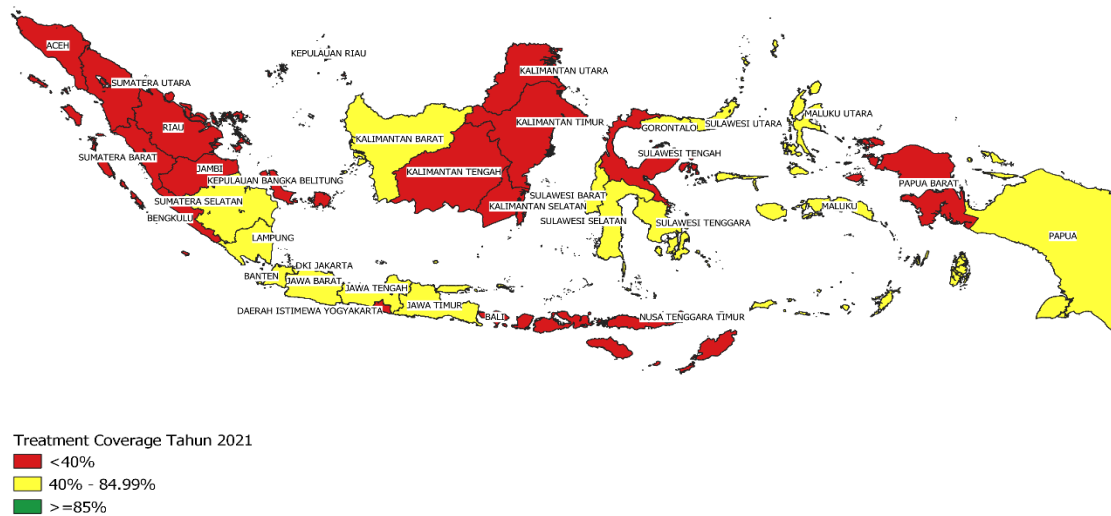 ACEH
KEPULAUAN RIAU
SUMATERA UTARA
KALIMANTAN UTARA
RIAU
KALIMANTAN TIMUR
MALUKU UTARA
SULAWESI UTARA
GORONTALO
KALIMANTAN BARAT
SUMATERA BARAT
SULAWESI TENGAH
JAMBI
KALIMANTAN TENGAH
KEPULAUAN BANGKA BELITUNG
PAPUA BARAT
SULAWESI BARAT
SUMATERA SELATAN
KALIMANTAN SELATAN
MALUKU
BENGKULU
SULAWESI SELATAN
SULAWESI TENGGARA
LAMPUNG
PAPUA
DKI JAKARTA
BANTEN
JAWA BARAT
JAWA TENGAH
JAWA TIMUR
DAERAH ISTIMEWA YOGYAKARTA
BALI
NUSA TENGGARA TIMUR
Treatment Coverage Tahun 2021
<40%
40% - 84.99%
>=85%